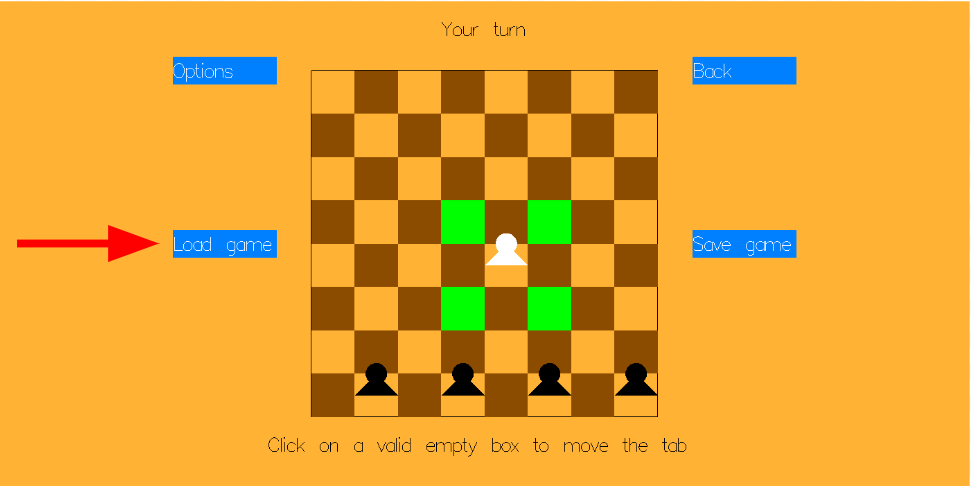 Your turn
Options
Back
Load game
Save game
Click on a valid empty box to move the tab